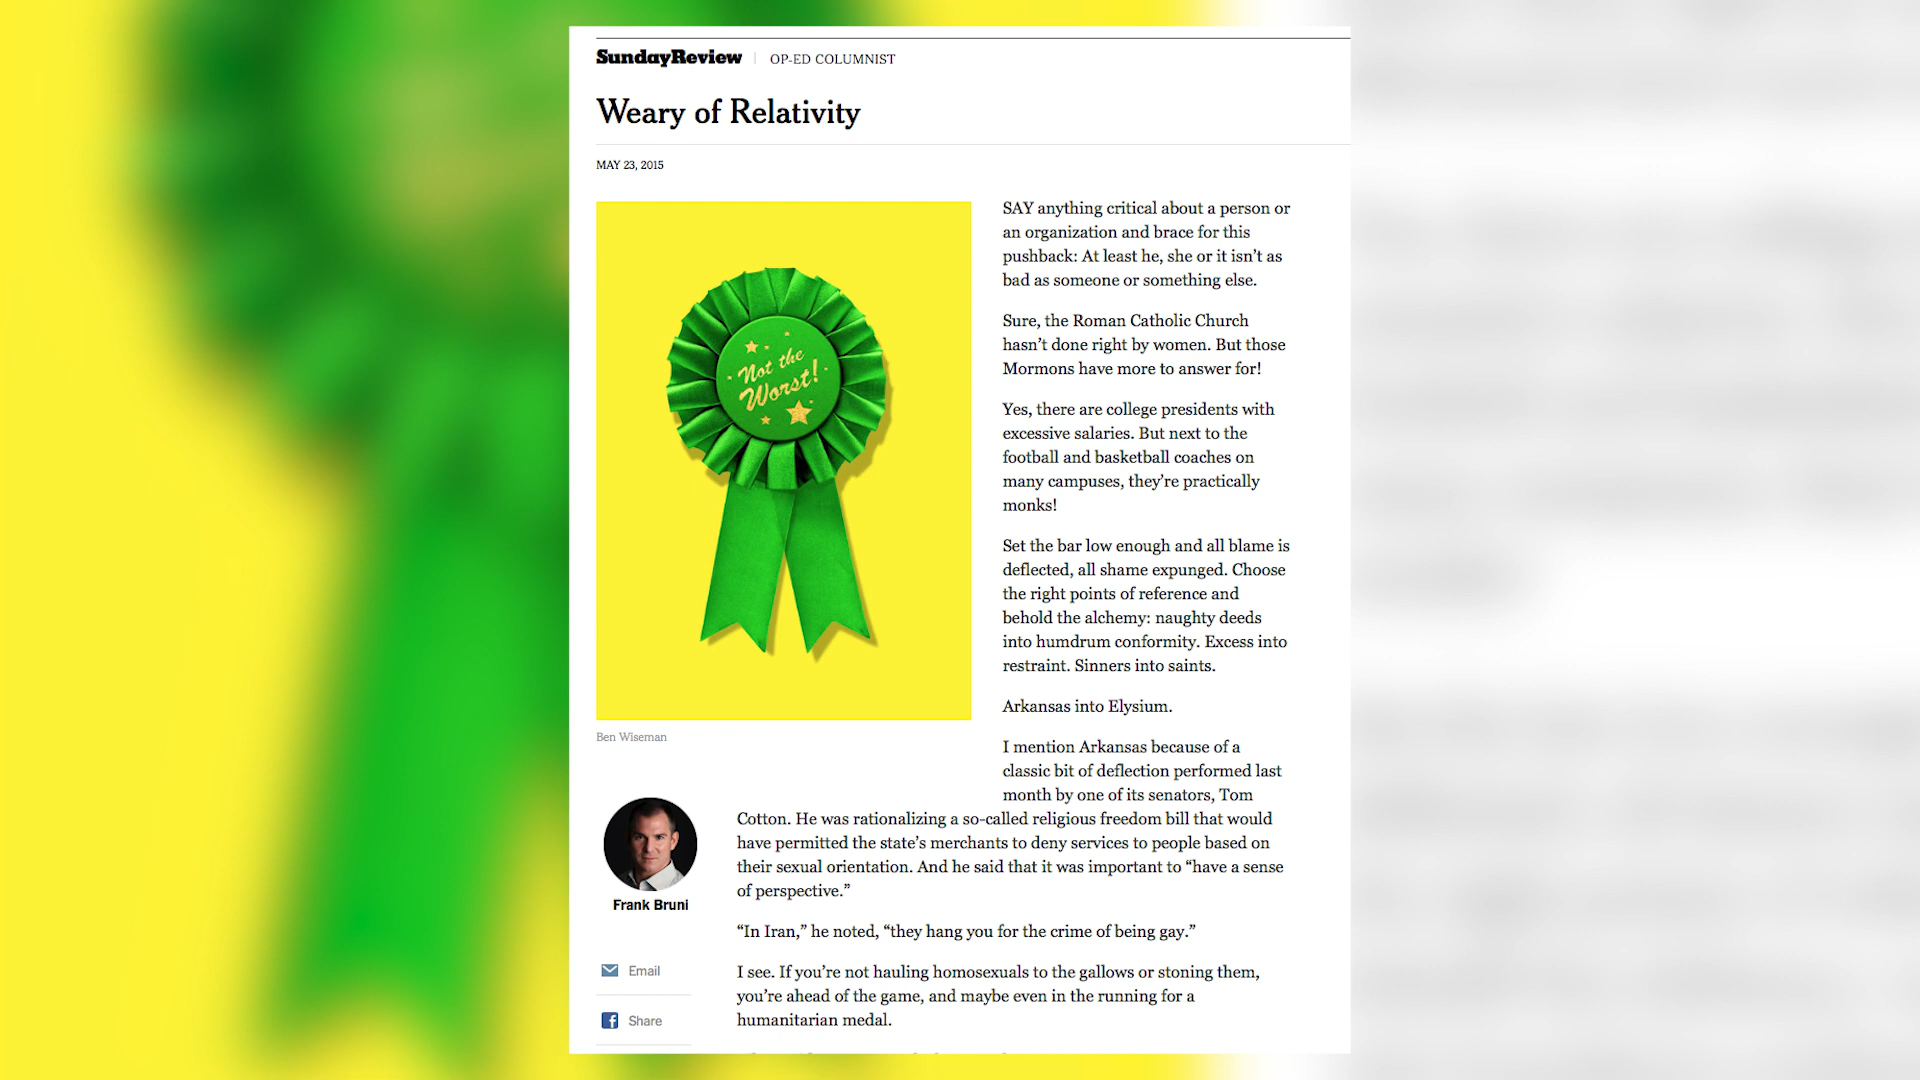 SundayReview | OP-ED COLUMNIST
Weary of Relativity
MAY 23, 2015
Not the
Worst!
Ben Wiseman
SAY anything critical about a person or
an organization and brace for this
pushback: At least he, she or it isn’t as
bad as someone or something else.
Sure, the Roman Catholic Church
hasn’t done right by women. But those
Mormons have more to answer for!
Yes, there are college presidents with
excessive salaries. But next to the
football and basketball coaches on
many campuses, they’re practically
monks!
Set the bar low enough and all blame is
deflected, all shame expunged. Choose
the right points of reference and
behold the alchemy: naughty deeds
into humdrum conformity. Excess into
restraint. Sinners into saints.
Arkansas into Elysium.
I mention Arkansas because of a
classic bit of deflection performed last
month by one of its senators, Tom
Cotton. He was rationalizing a so-called religious freedom bill that would
have permitted the state’s merchants to deny services to people based on
their sexual orientation. And he said that it was important to “have a sense
of perspective.”
“In Iran,” he noted, “they hang you for the crime of being gay.”
I see. If you’re not hauling homosexuals to the gallows or stoning them,
you’re ahead of the game, and maybe even in the running for a
humanitarian medal.
Frank Bruni
Email
Share